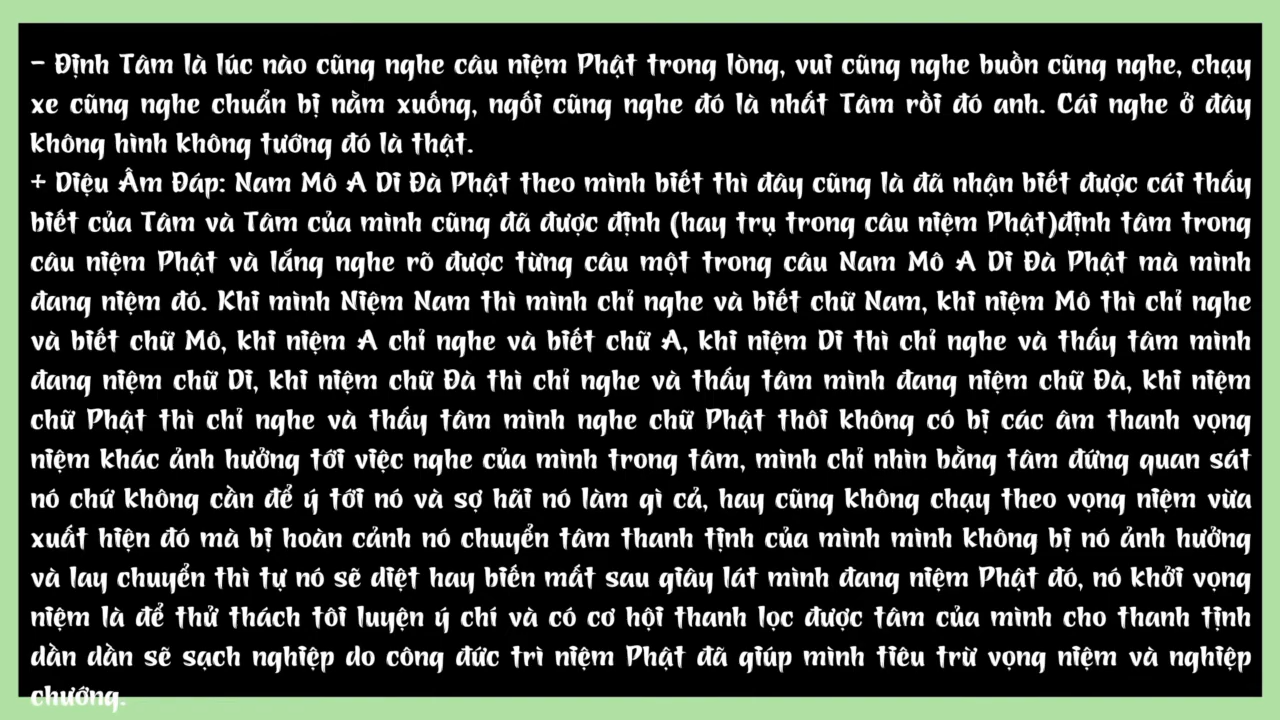 - Định Tâm là lúc nào cũng nghe câu niệm Phật trong lòng, vui cũng nghe buồn cũng nghe, chạy
xe cũng nghe chuẩn bị nằm xuống, ngối cũng nghe đó là nhất Tâm rồi đó anh. Cái nghe ở đây
không hình không tướng đó là thật.
+ Diệu Âm Đáp: Nam Mô A Di Đà Phật theo mình biết thì đây cũng là đã nhận biết được cái thấy
biết của Tâm và Tâm của mình cũng đã được định (hay trụ trong câu niệm Phật)định tâm trong
câu niệm Phật và lắng nghe rõ được từng câu một trong câu Nam Mô A Di Đà Phật mà mình
đang niệm đó. Khi mình Niệm Nam thì mình chỉ nghe và biết chữ Nam, khi niệm Mô thì chỉ nghe
và biết chữ Mô, khi niệm A chỉ nghe và biết chữ A, khi niệm Di thì chỉ nghe và thấy tâm mình
đang niệm chữ Di, khi niệm chữ Đà thì chỉ nghe và thấy tâm mình đang niệm chữ Đà, khi niệm
chữ Phật thì chỉ nghe và thấy tâm mình nghe chữ Phật thôi không có bị các âm thanh vọng
niệm khác ảnh hưởng tới việc nghe của mình trong tâm, mình chỉ nhìn bằng tâm đứng quan sát
nó chứ không cần để ý tới nó và sợ hãi nó làm gì cả, hay cũng không chạy theo vọng niệm vừa
xuất hiện đó mà bị hoàn cảnh nó chuyển tâm thanh tịnh của mình mình không bị nó ảnh hưởng
và lay chuyển thì tự nó sẽ diệt hay biến mất sau giây lát mình đang niệm Phật đó, nó khởi vọng
niệm là để thử thách tôi luyện ý chí và có cơ hội thanh lọc được tâm của mình cho thanh tịnh
dần dần sẽ sạch nghiệp do công đức trì niệm Phật đã giúp mình tiêu trừ vọng niệm và nghiệp
chướng.